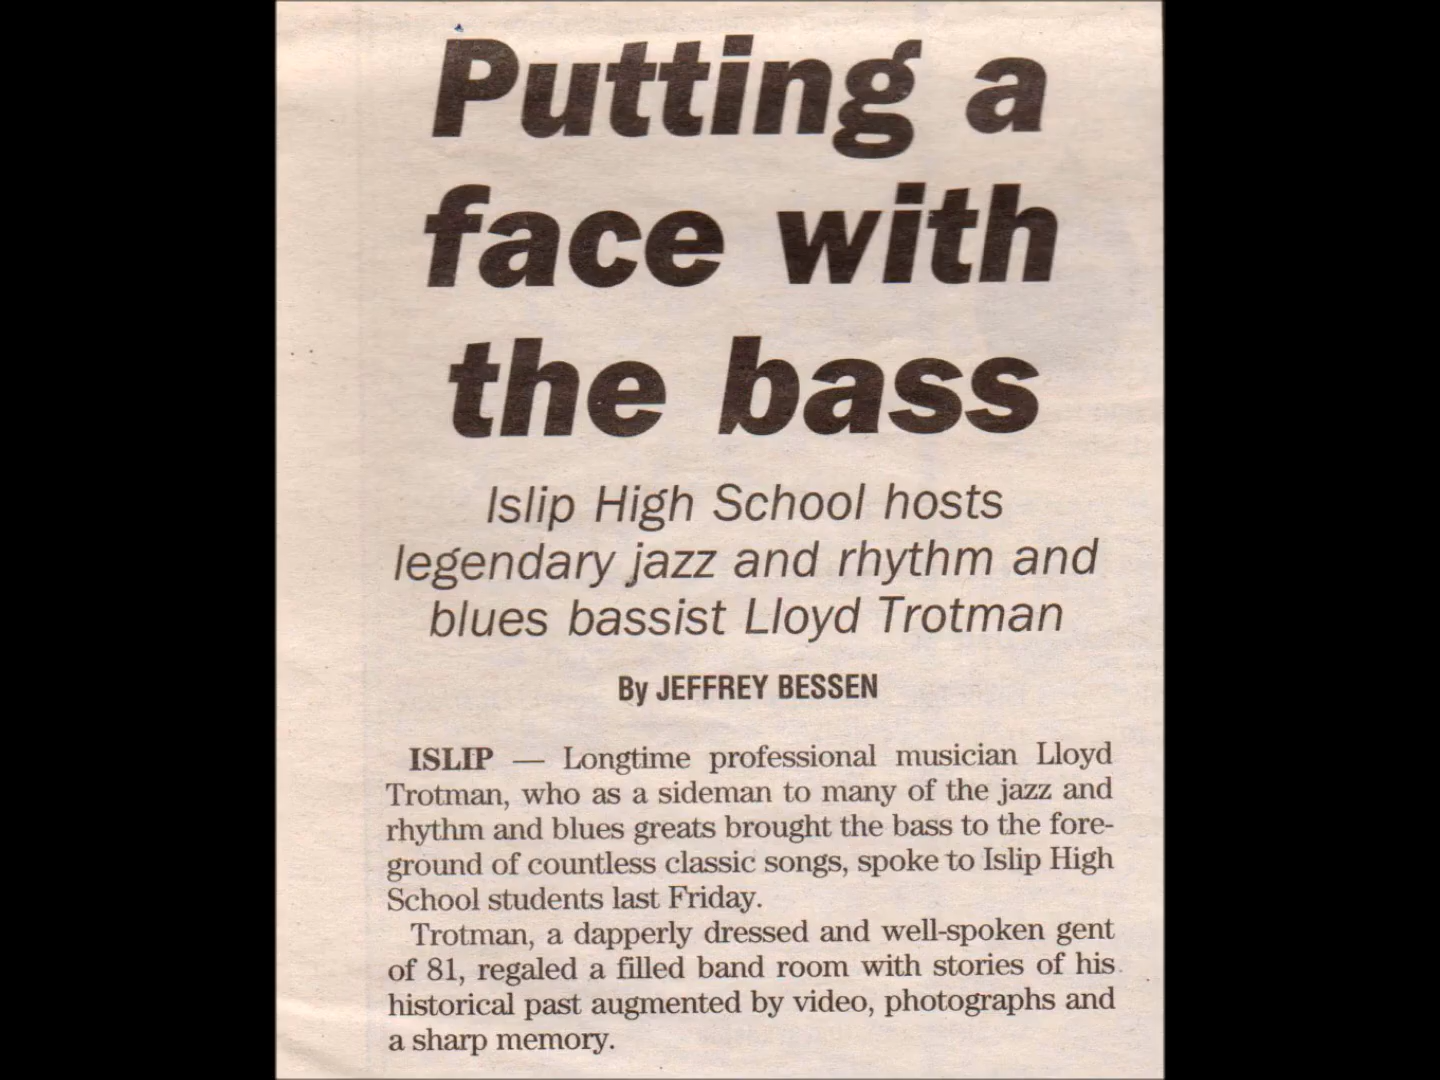 Putting a
face with
the bass
Islip High School hosts
legendary jazz and rhythm and
blues bassist Lloyd Trotman
By JEFFREY BESSEN
ISLIP — Longtime professional musician Lloyd
Trotman, who as a sideman to many of the jazz and
rhythm and blues greats brought the bass to the fore-
ground of countless classic songs, spoke to Islip High
School students last Friday.
Trotman, a dapperly dressed and well-spoken gent
of 81, regaled a filled band room with stories of his
historical past augmented by video, photographs and
a sharp memory.